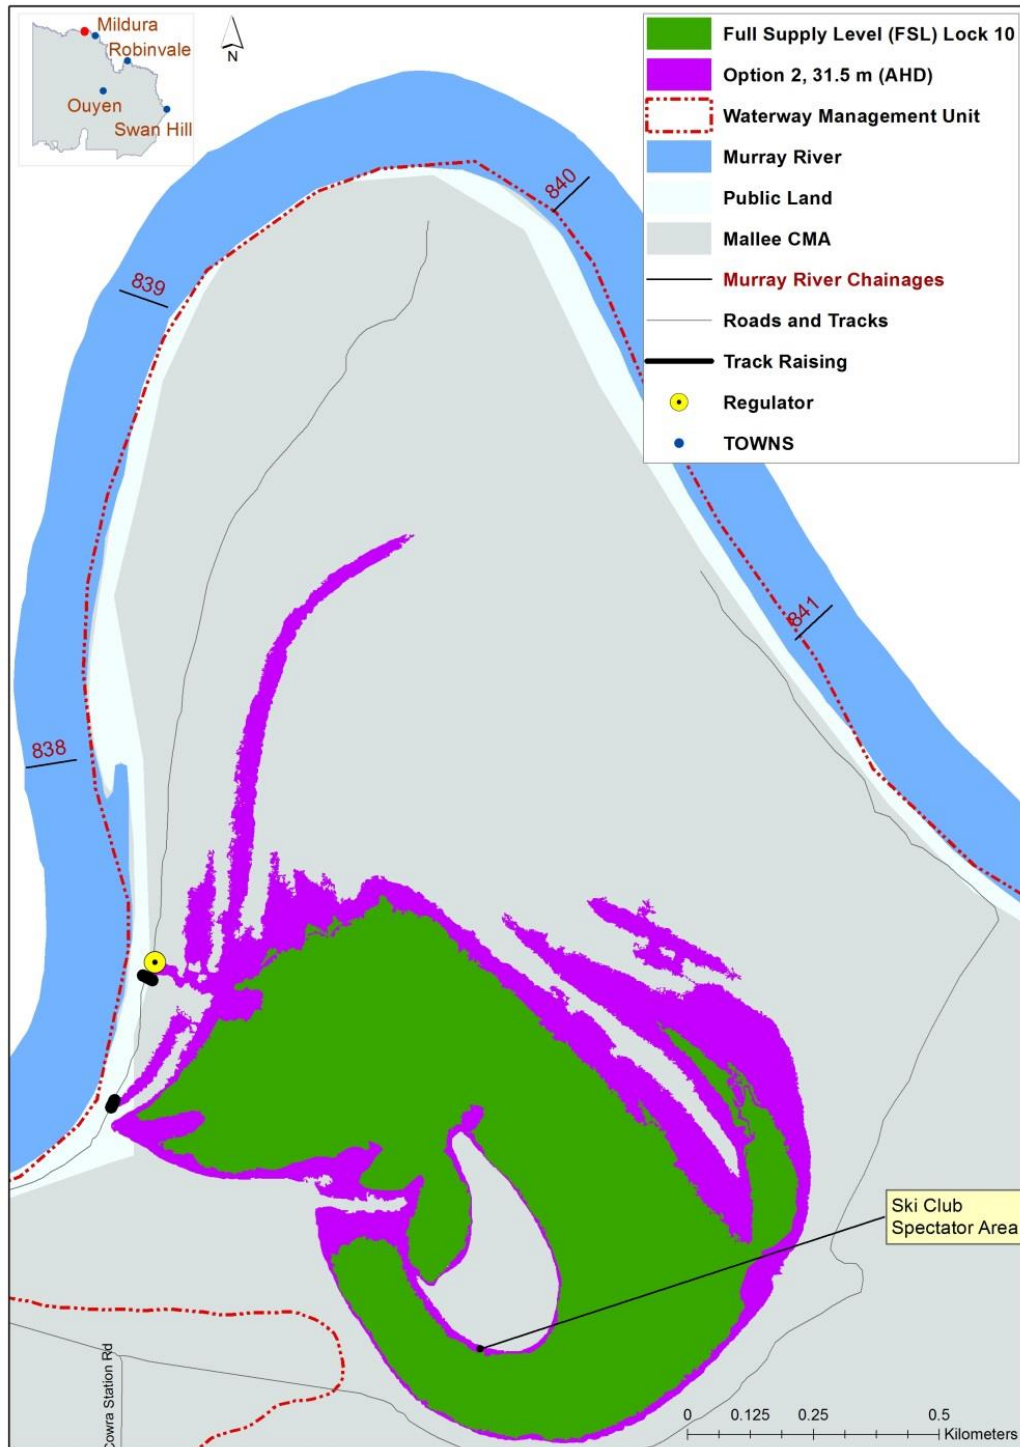 Mildura
Robinvale
Ouyen
Swan Hill
N
Full Supply Level (FSL) Lock 10
Option 2, 31.5 m (AHD)
Waterway Management Unit
Murray River
Public Land
Mallee CMA
Murray River Chainages
Roads and Tracks
Track Raising
Regulator
TOWNS
840
839
841
838
Ski Club
Spectator Area
Cowra Station Rd
0 0.125 0.25 0.5
Kilometers